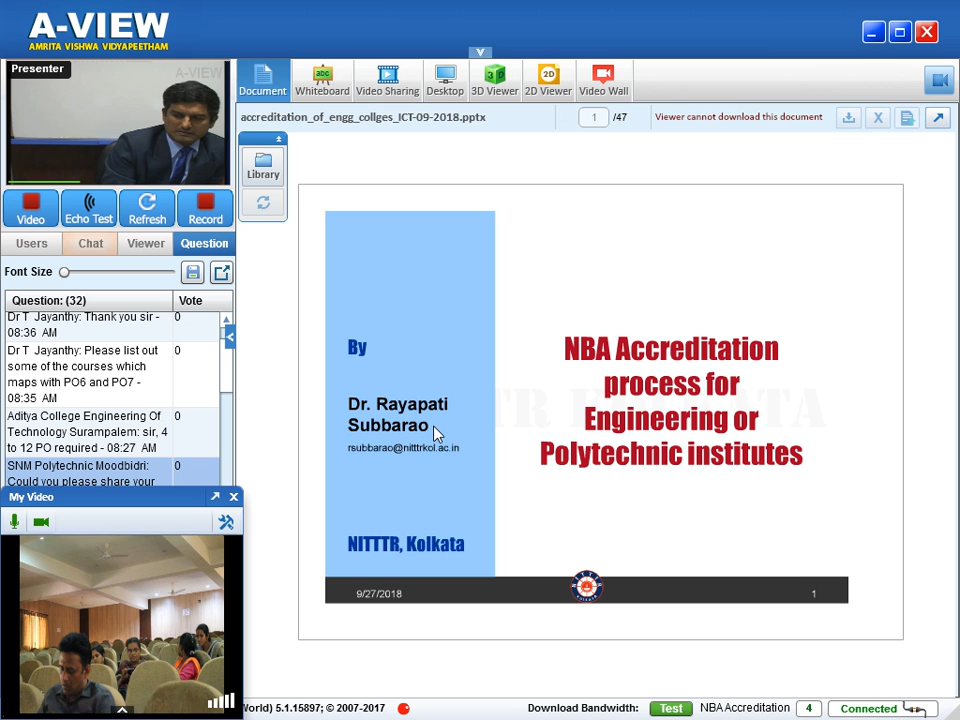 A-VIEW
AMRITA VISHWA VIDYAPEETHAM
Presenter
A-VIEW
Document
Whiteboard
Video Sharing
Desktop
3D Viewer
2D Viewer
Video Wall
accreditation_of_engg_collges_ICT-09-2018.pptx
1
/47
Viewer cannot download this document
Library
Video
Echo Test
Refresh
Record
Users
Chat
Viewer
Question
Font Size
Question: (32)
Vote
Dr T Jayanthy: Thank you sir -
08:36 AM
0
Dr T Jayanthy: Please list out
some of the courses which
maps with PO6 and PO7 -
08:35 AM
0
Aditya College Engineering Of
Technology Surampalem: sir, 4
to 12 PO required - 08:27 AM
0
SNM Polytechnic Moodbidri:
Could you please share your
0
My Video
By
Dr. Rayapati
Subbarao
rsubbarao@nitttrkol.ac.in
NITTTR, Kolkata
NBA Accreditation
process for
Engineering or
Polytechnic institutes
9/27/2018
1
World) 5.1.15897; © 2007-2017
Download Bandwidth:
Test
NBA Accreditation
4
Connected